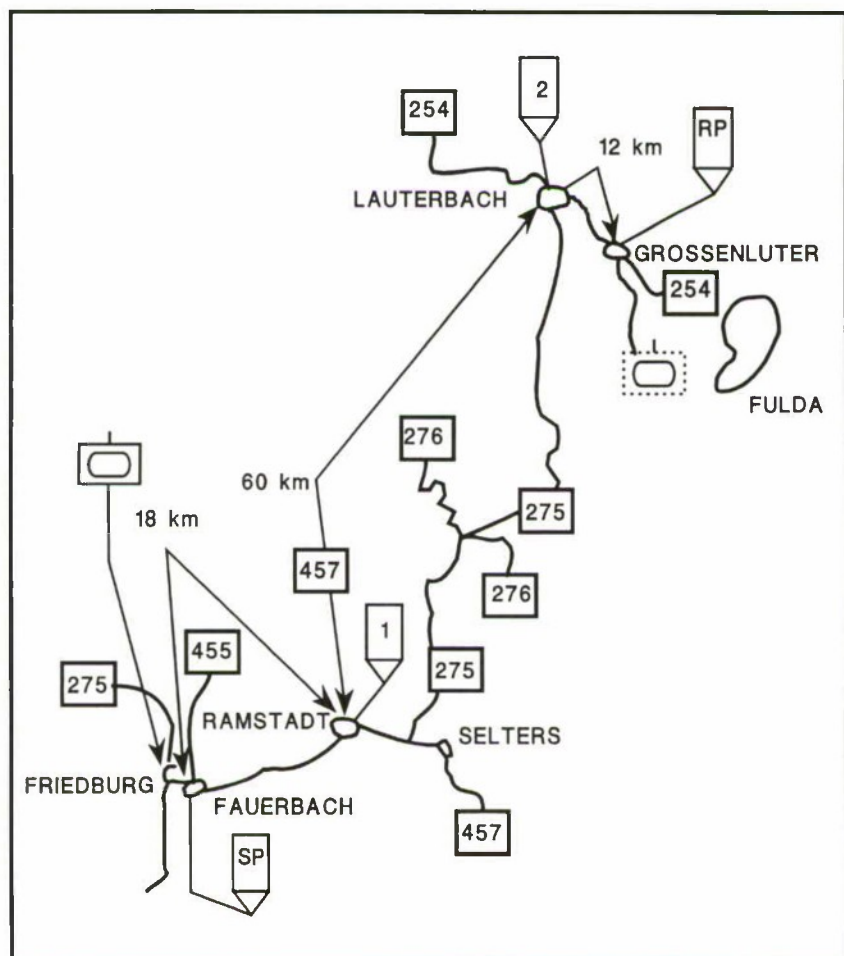 2
254
RP
12 km
LAUTERBACH
GROSSENLUTER
254
FULDA
276
60 km
275
18 km
457
276
1
455
275
275
RAMSTADT
SELTERS
FRIEDBURG
FAUERBACH
457
SP